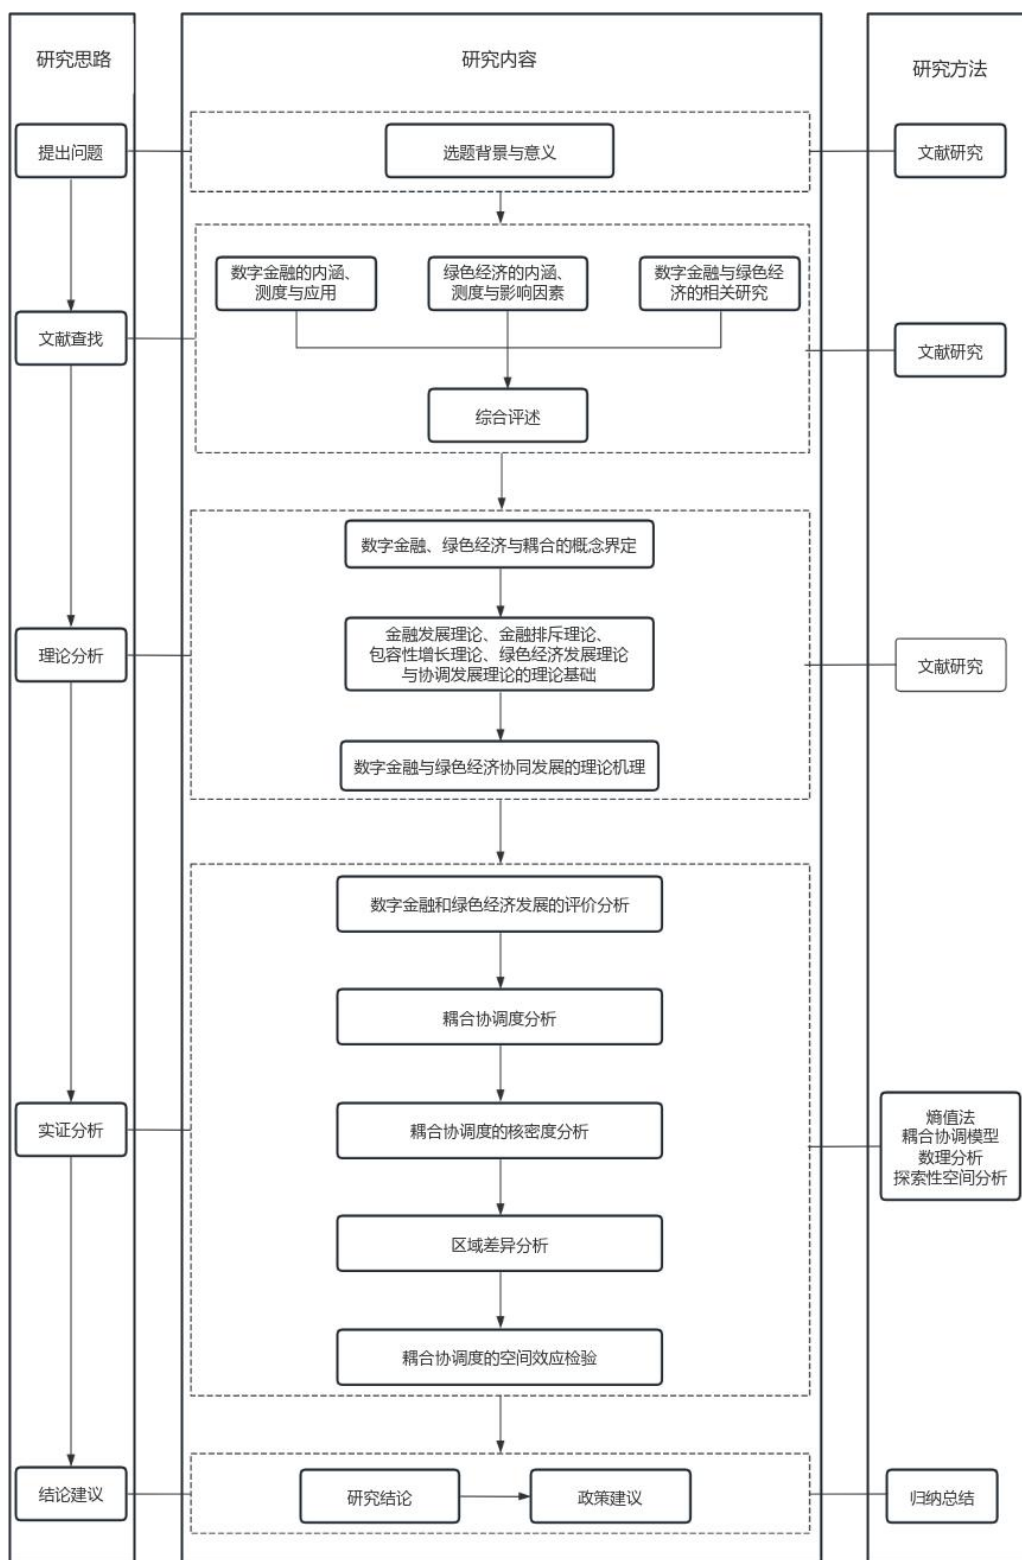 研究思路
研究内容
研究方法
提出问题
选题背景与意义
文献研究
数字金融的内涵、
测度与应用
绿色经济的内涵、
测度与影响因素
数字金融与绿色经
济的相关研究
文献查找
文献研究
综合评述
数字金融、绿色经济与耦合的概念界定
理论分析
金融发展理论、金融排斥理论、
包容性增长理论、绿色经济发展理论
与协调发展理论的理论基础
文献研究
数字金融与绿色经济协同发展的理论机理
数字金融和绿色经济发展的评价分析
耦合协调度分析
实证分析
耦合协调度的核密度分析
熵值法
耦合协调模型
数理分析
探索性空间分析
区域差异分析
耦合协调度的空间效应检验
结论建议
研究结论
政策建议
归纳总结